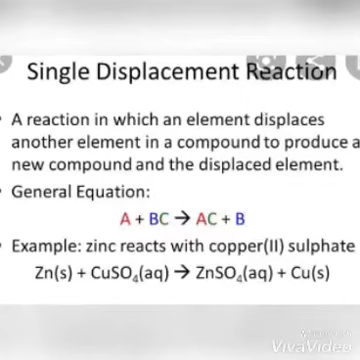 Single Displacement Reaction
• A reaction in which an element displaces
another element in a compound to produce a
new compound and the displaced element.
• General Equation:
A + BC → AC + B
• Example: zinc reacts with copper(II) sulphate
Zn(s) + CuSO₄(aq) → ZnSO₄(aq) + Cu(s)
VivaVideo